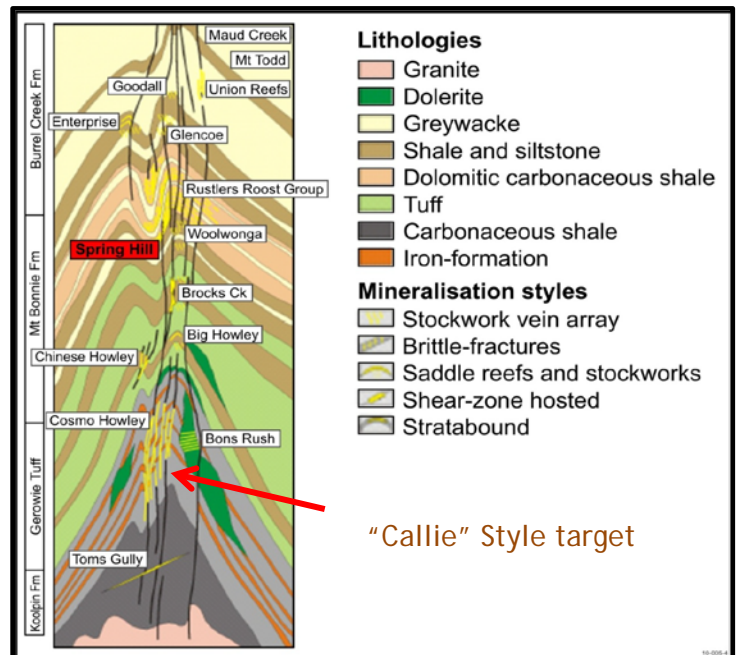 Maud Creek
Mt Todd
Goodall
Union Reefs
Enterprise
Glencoe
Rustlers Roost Group
Woolwonga
Spring Hill
Brocks Ck
Big Howley
Chinese Howley
Cosmo Howley
Bons Rush
Toms Gully
Burrel Creek Fm
Mt Bonnie Fm
Gerowie Tuff
Koolpin Fm
Lithologies
Granite
Dolerite
Greywacke
Shale and siltstone
Dolomitic carbonaceous shale
Tuff
Carbonaceous shale
Iron-formation
Mineralisation styles
Stockwork vein array
Brittle-fractures
Saddle reefs and stockworks
Shear-zone hosted
Stratabound
“Callie” Style target